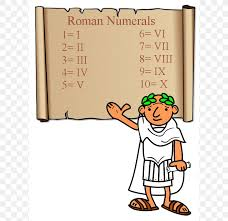 Roman Numerals
1= I 6= VI
2= II 7= VII
3= III 8= VIII
4= IV 9= IX
5= V 10= X